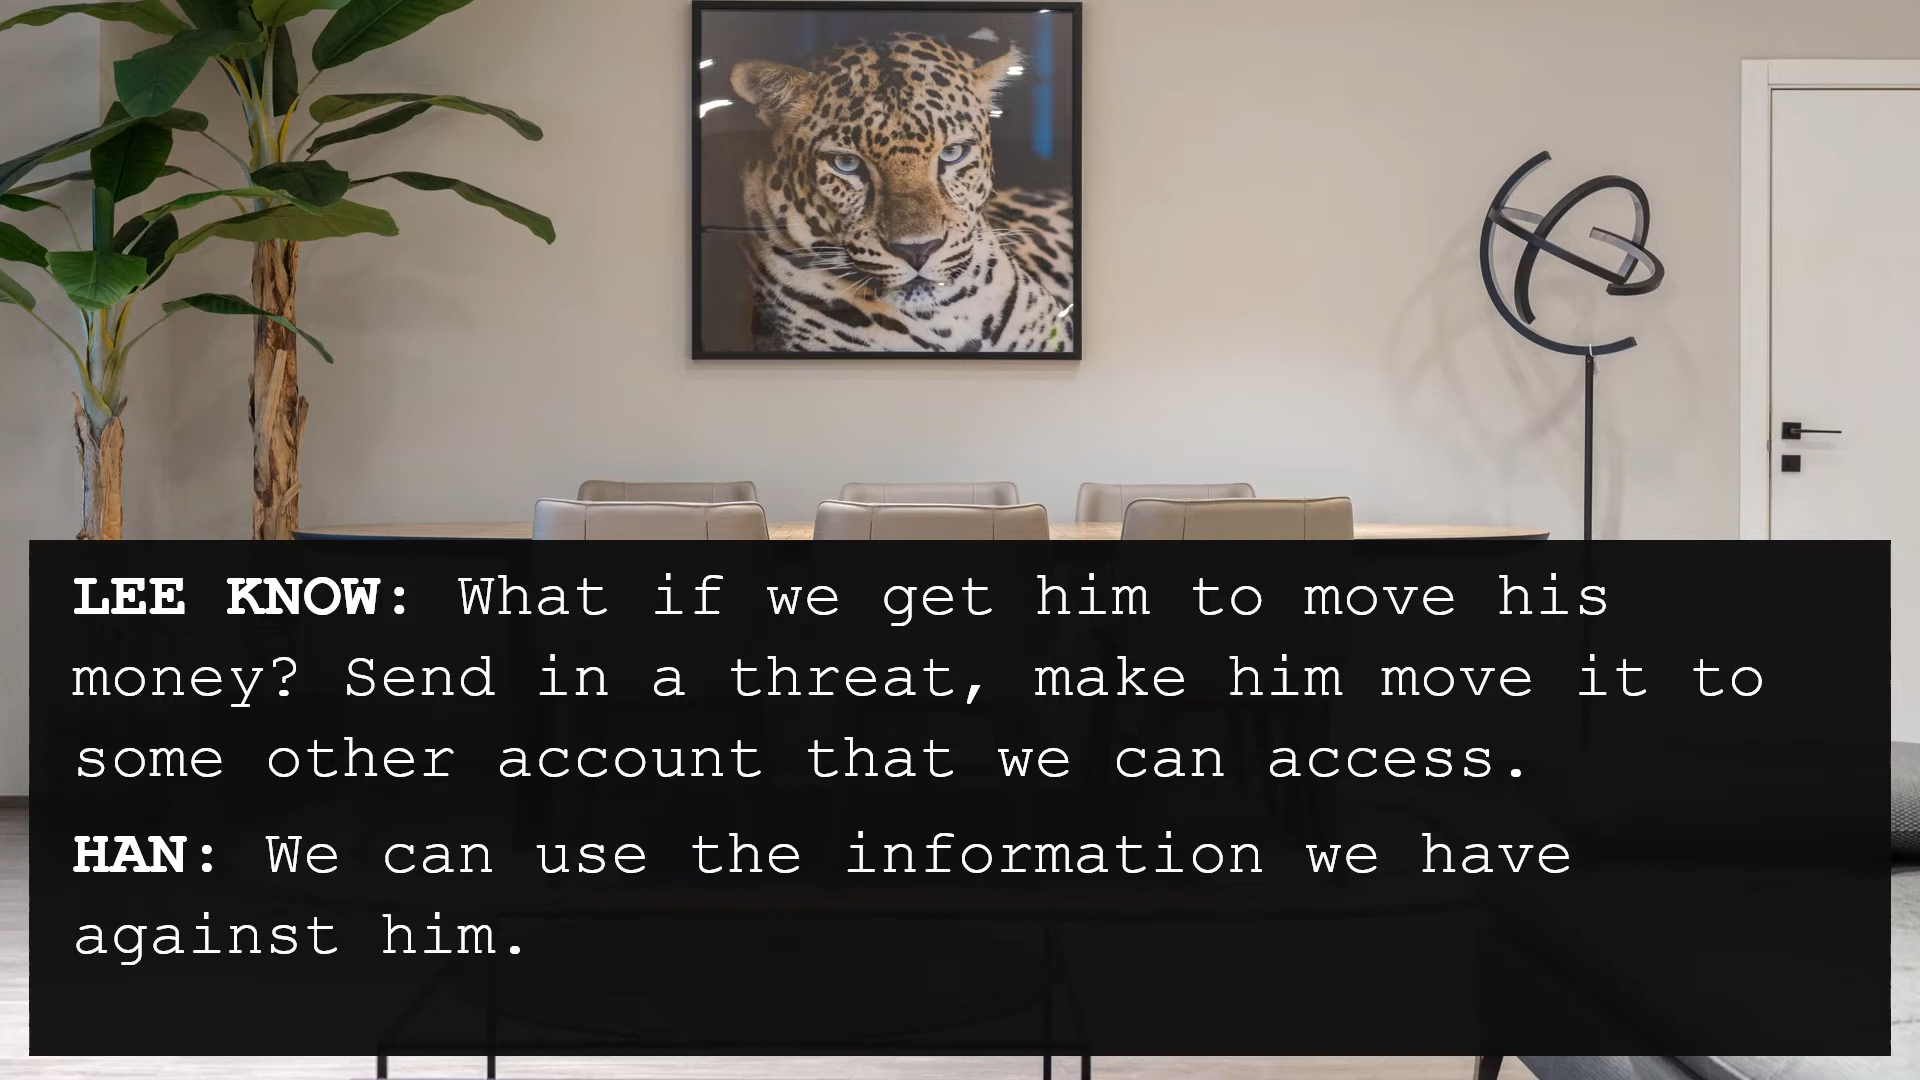 LEE KNOW: What if we get him to move his
money? Send in a threat, make him move it to
some other account that we can access.
HAN: We can use the information we have
against him.